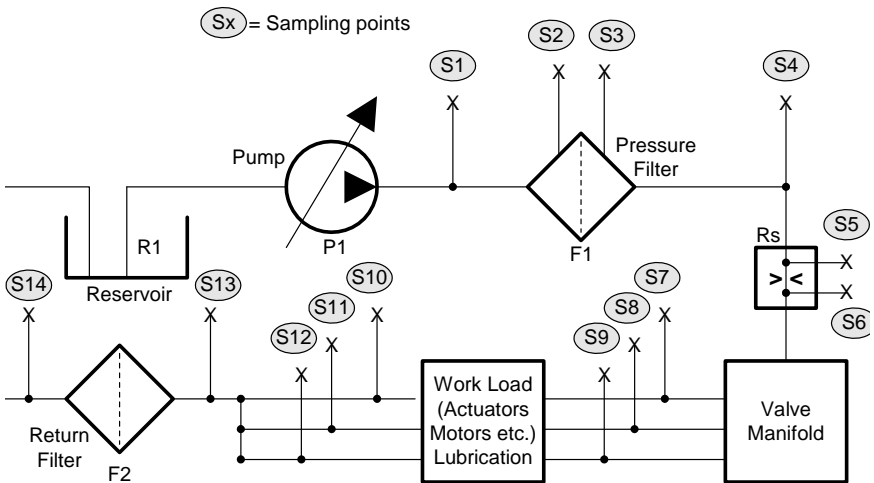 Sx = Sampling points
S1
S2
S3
S4
Pump
Pressure
Filter
P1
F1
R1
Reservoir
Rs
> <
S5
S6
S14
S13
S10
S11
S12
S7
S8
S9
Work Load
(Actuators
Motors etc.)
Lubrication
Valve
Manifold
Return
Filter
F2